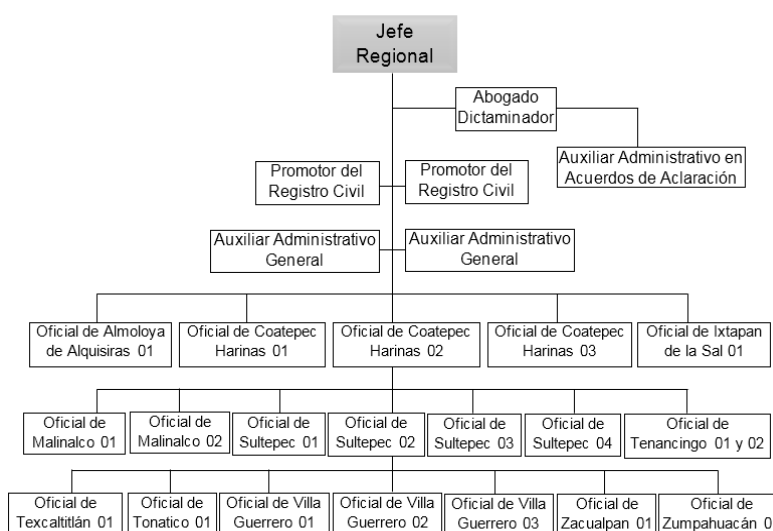 Jefe
Regional
Abogado
Dictaminador
Auxiliar Administrativo en
Acuerdos de Aclaración
Promotor del
Registro Civil
Promotor del
Registro Civil
Auxiliar Administrativo
General
Auxiliar Administrativo
General
Oficial de Almoloya
de Alquisiras 01
Oficial de Coatepec
Harinas 01
Oficial de Coatepec
Harinas 02
Oficial de Coatepec
Harinas 03
Oficial de Ixtapan
de la Sal 01
Oficial de
Malinalco 01
Oficial de
Malinalco 02
Oficial de
Sultepec 01
Oficial de
Sultepec 02
Oficial de
Sultepec 03
Oficial de
Sultepec 04
Oficial de
Tenancingo 01 y 02
Oficial de
Texcaltitlán 01
Oficial de
Tonatico 01
Oficial de Villa
Guerrero 01
Oficial de Villa
Guerrero 02
Oficial de Villa
Guerrero 03
Oficial de
Zacualpan 01
Oficial de
Zumpahuacán